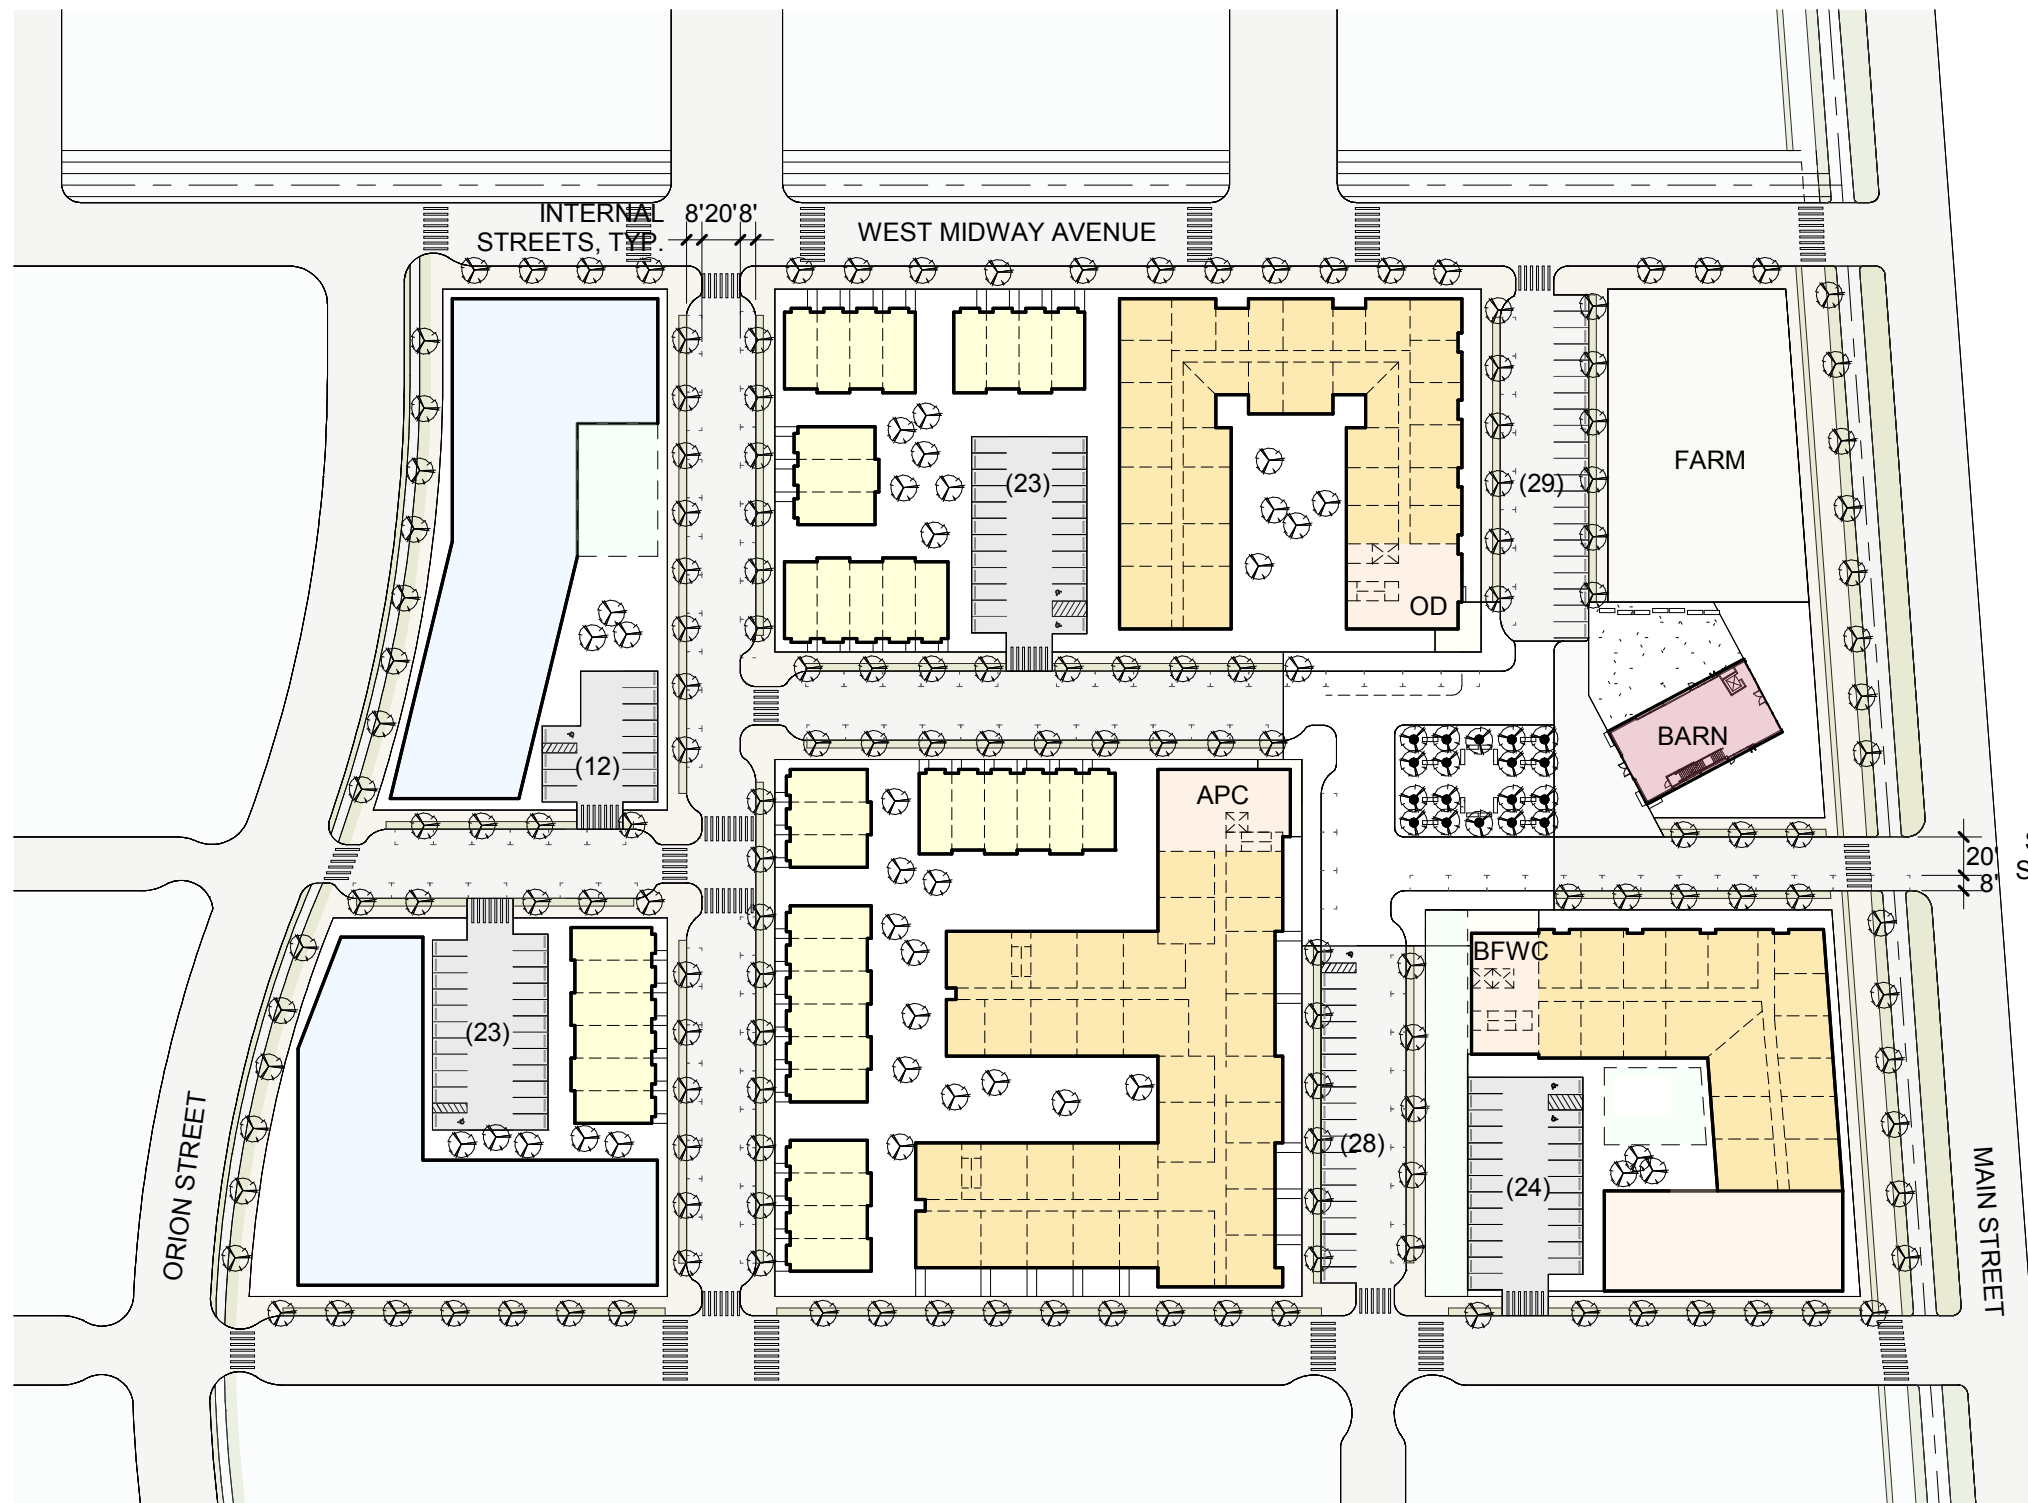 INTERNAL
STREETS, TYP.
8'20'8'
WEST MIDWAY AVENUE
(23)
(29)
FARM
OD
BARN
(12)
APC
20'
8'
S
BFWC
(23)
(28)
(24)
ORION STREET
MAIN STREET